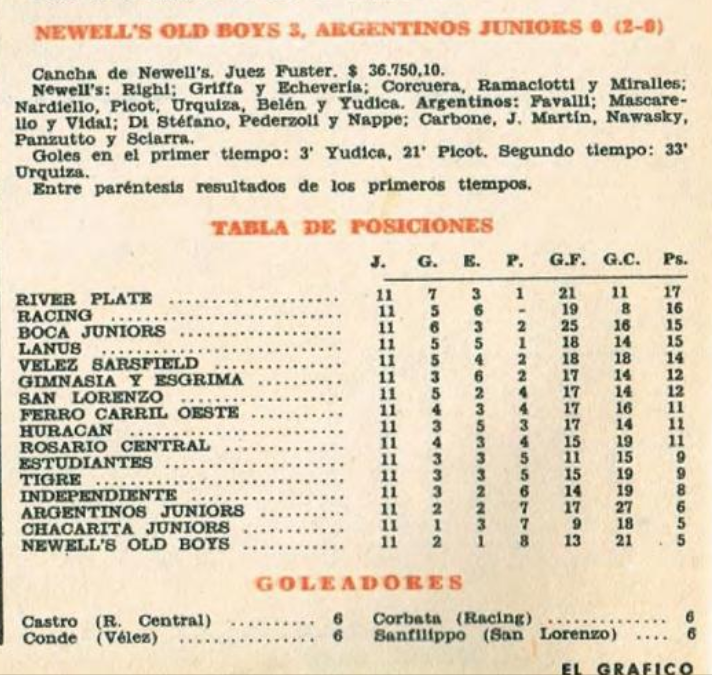 NEWELL'S OLD BOYS 3, ARGENTINOS JUNIORS 0 (2-0)
Cancha de Newell's. Juez Fuster. $ 36.750,10.
Newell's: Righi; Griffa y Echevería; Corcuera, Ramaciotti y Miralles;
Nardiello, Picot, Urquiza, Belén y Yudica. Argentinos: Favalli; Mascare-
llo y Vidal; Di Stéfano, Pederzoli y Nappe; Carbone, J. Martín, Nawasky,
Panzutto y Sciarra.
Goles en el primer tiempo: 3' Yudica, 21' Picot. Segundo tiempo: 33'
Urquiza.
Entre paréntesis resultados de los primeros tiempos.
TABLA DE POSICIONES
J. G. E. P. G.F. G.C. Ps.
RIVER PLATE .................... 11 7 3 1 21 11 17
RACING .................... 11 5 6 - 19 8 16
BOCA JUNIORS .................... 11 6 3 2 25 16 15
LANUS .................... 11 5 5 1 18 14 15
VELEZ SARSFIELD .................... 11 5 4 2 18 18 14
GIMNASIA Y ESGRIMA .......... 11 3 6 2 17 14 12
SAN LORENZO .................... 11 5 2 4 17 14 12
FERRO CARRIL OESTE ............ 11 4 3 4 17 16 11
HURACAN .................... 11 3 5 3 17 14 11
ROSARIO CENTRAL .............. 11 4 3 4 15 19 11
ESTUDIANTES .................... 11 3 3 5 11 15 9
TIGRE .................... 11 3 3 5 15 19 9
INDEPENDIENTE ................ 11 3 2 6 14 19 8
ARGENTINOS JUNIORS .......... 11 2 2 7 17 27 6
CHACARITA JUNIORS ............ 11 1 3 7 9 18 5
NEWELL'S OLD BOYS ............ 11 2 1 8 13 21 5
GOLEADORES
Castro (R. Central) .......... 6 Corbata (Racing) .............. 6
Conde (Vélez) ................ 6 Sanfilippo (San Lorenzo) .... 6
EL GRAFICO